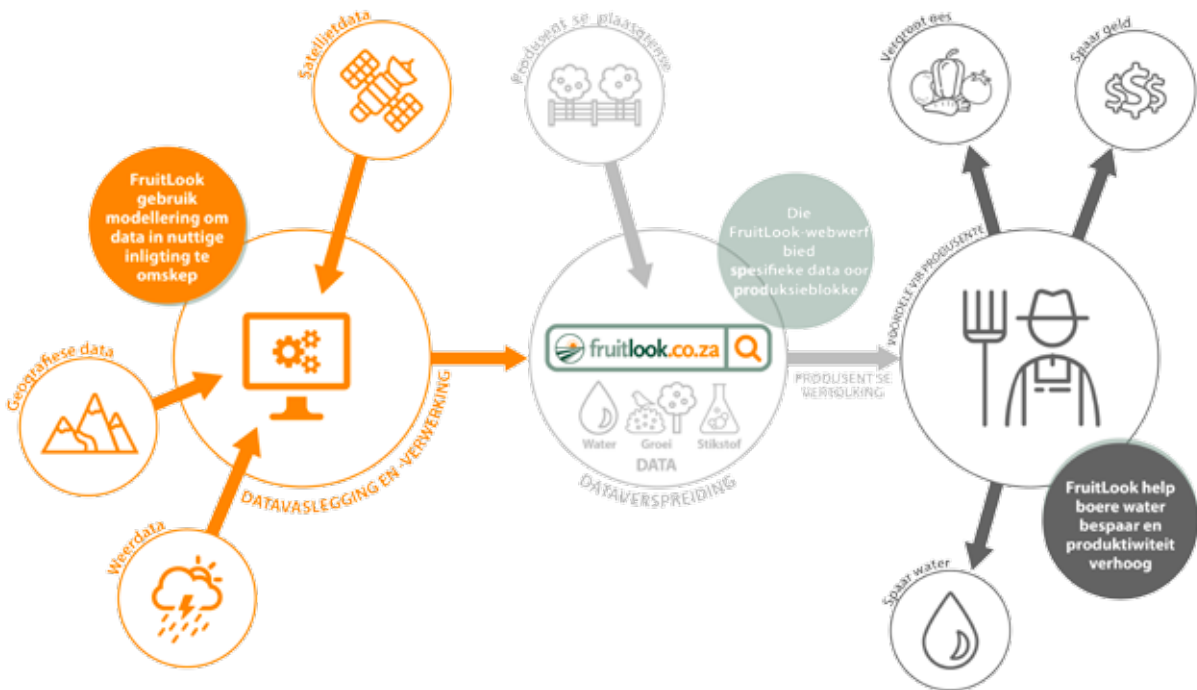 Satellietdata
FruitLook
gebruik
modellering om
data in nuttige
inligting te
omskep
Geografiese data
Weerdata
DATAVASLEGGING EN -VERWERKING
Produsent se plaasgrense
Die
FruitLook-webwerf
bied
spesifieke data oor
produksieblokke
fruitlook.co.za
Water
Groei
Stikstof
DATA
DATAVERSPREIDING
PRODUSENT SE
VERTOLKING
VOORDELE VIR PRODUSENTE
Vergroot oes
Spaar geld
FruitLook help
boere water
bespaar en
produktiwiteit
verhoog
Spaar water